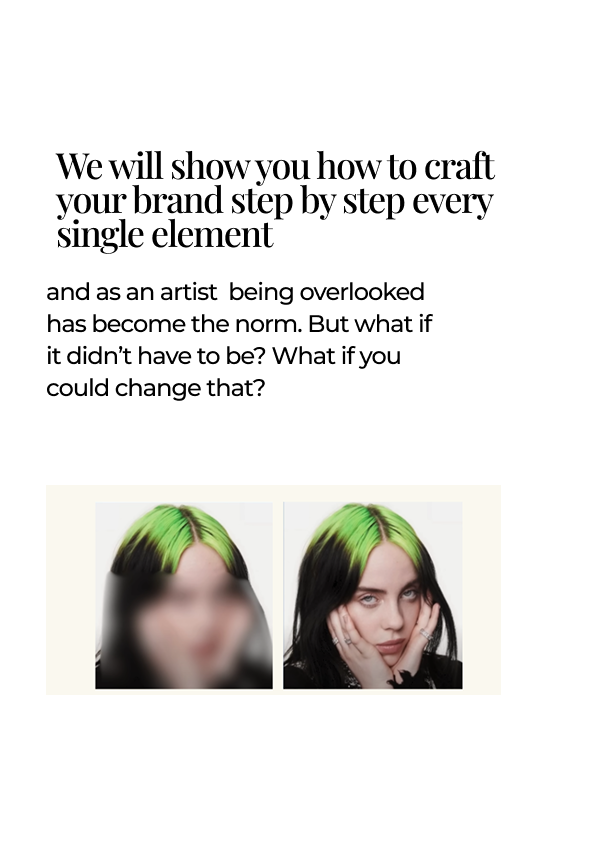 We will show you how to craft
your brand step by step every
single element
and as an artist  being overlooked
has become the norm. But what if
it didn’t have to be? What if you
could change that?